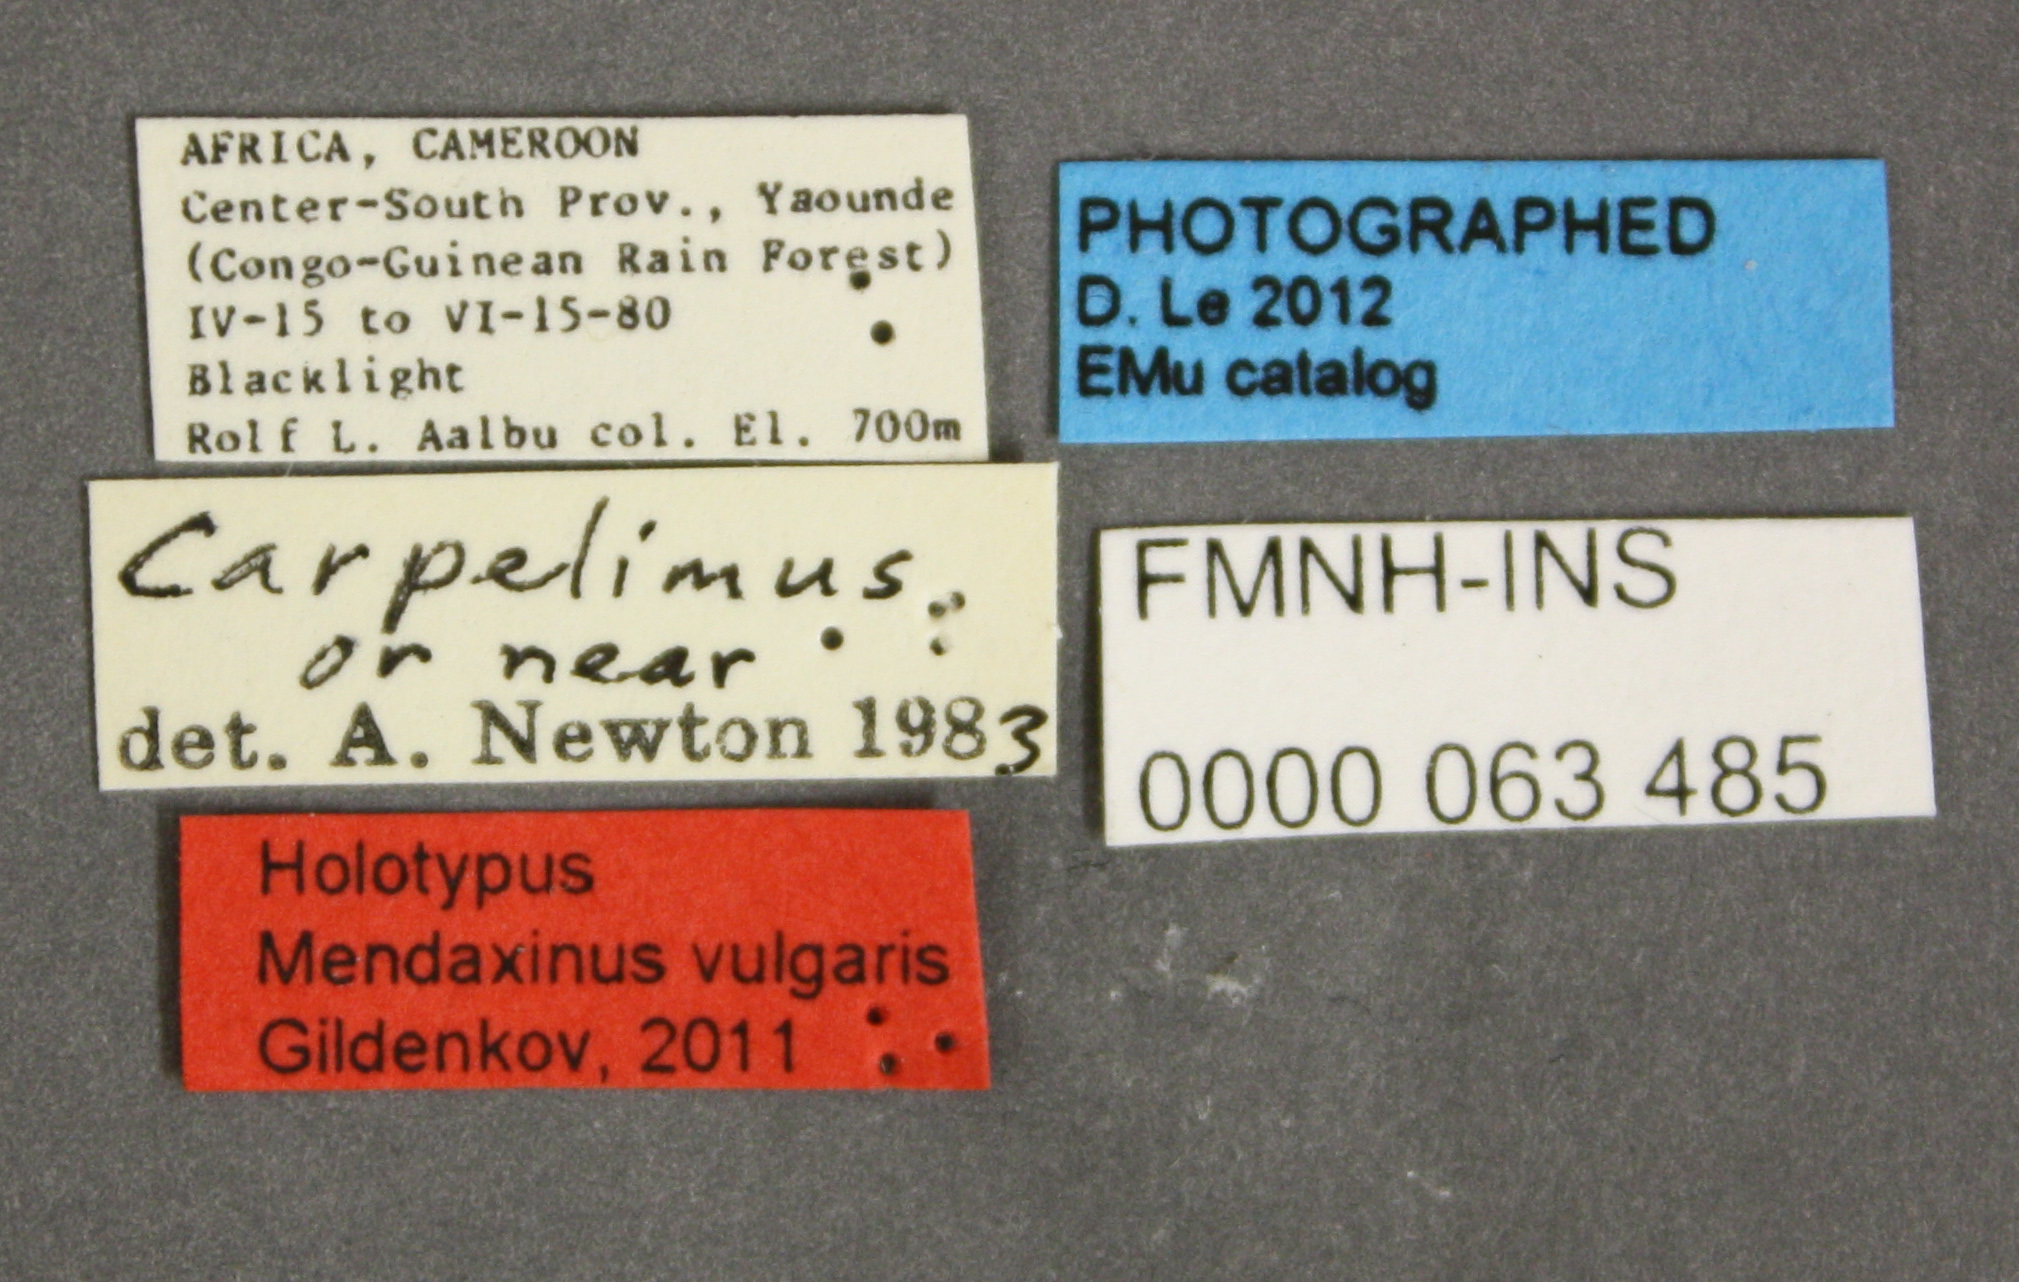 AFRICA, CAMEROON
Center-South Prov., Yaounde
(Congo-Guinean Rain Forest)
IV-15 to VI-15-80
Blacklight
Rolf L. Aalbu col. El. 700m
Carpelimus
or near
det. A. Newton 1983
Holotypus
Mendaxinus vulgaris
Gildenkov, 2011
PHOTOGRAPHED
D. Le 2012
EMu catalog
FMNH-INS
0000 063 485